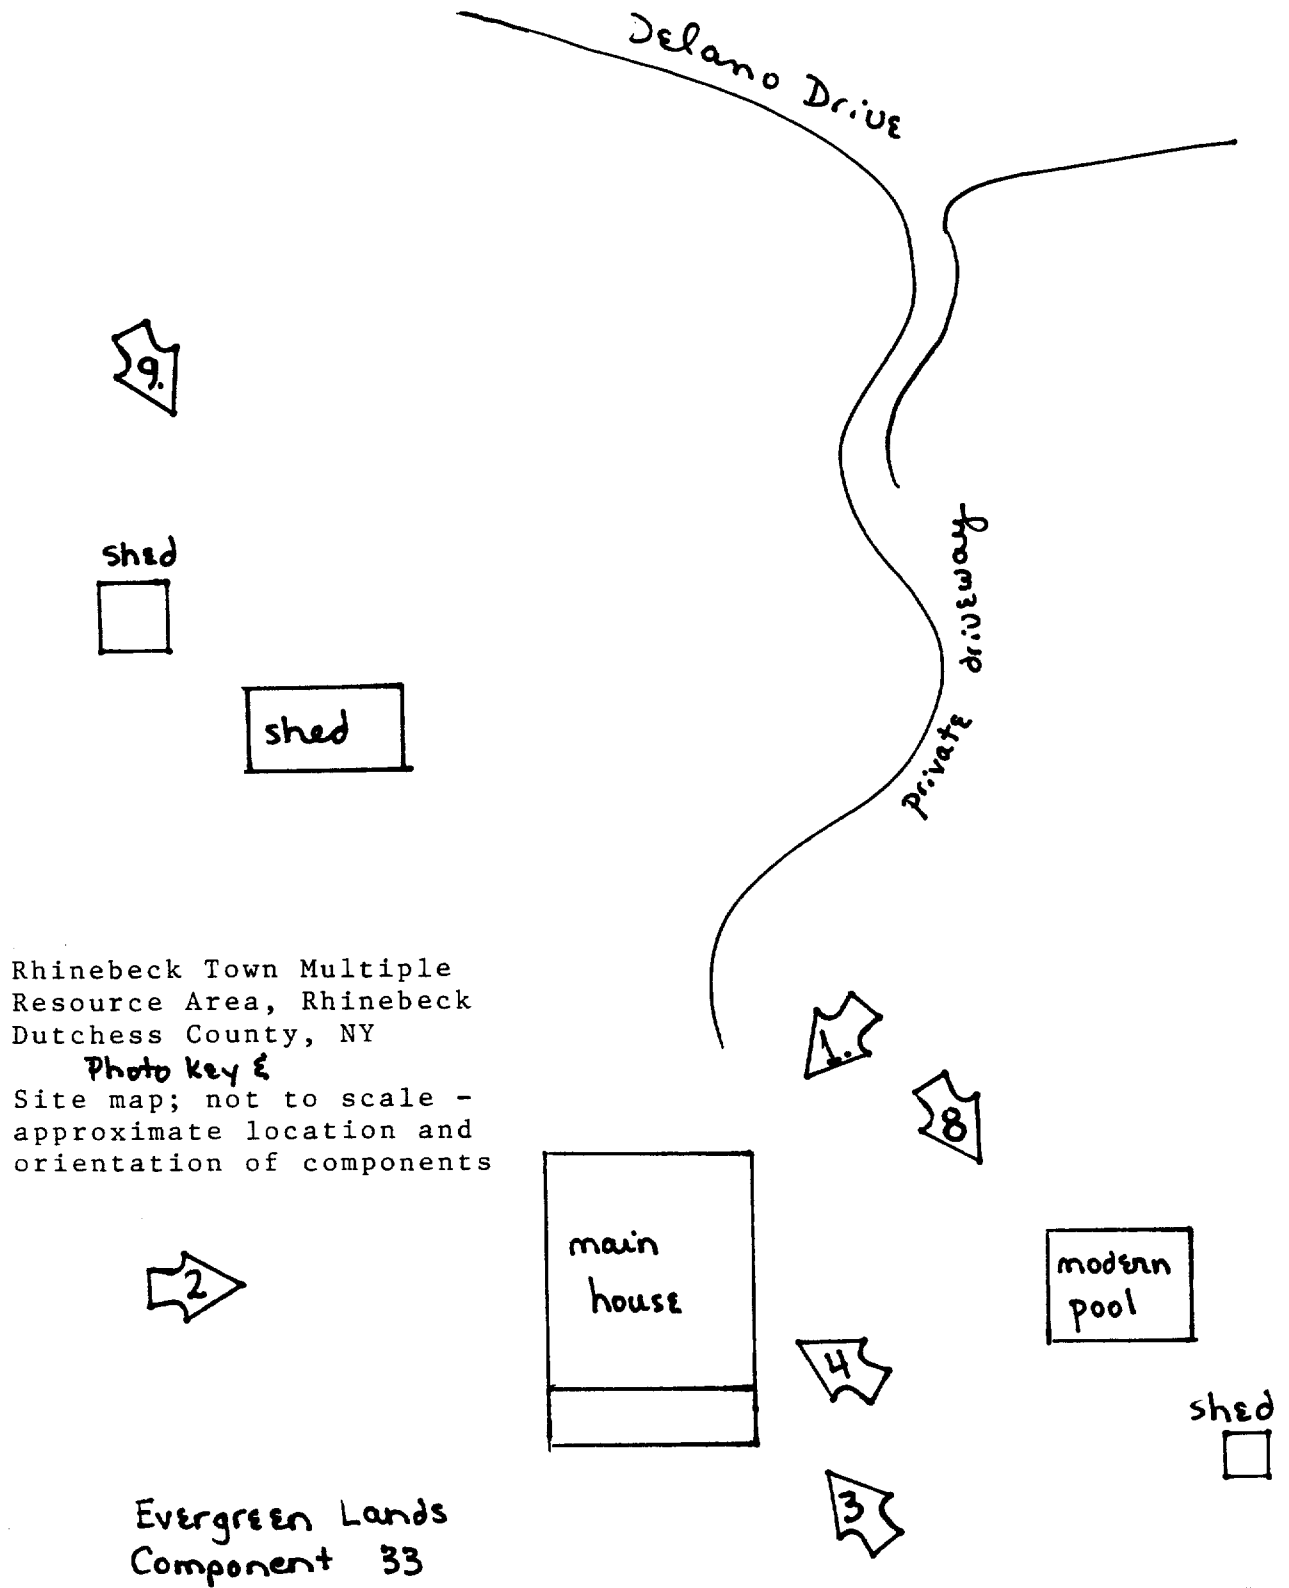 Delano Drive
9.
shed
driveway
shed
private
Rhinebeck Town Multiple
Resource Area, Rhinebeck
Dutchess County, NY
Photo key &
Site map; not to scale -
approximate location and
orientation of components
1.
8
main
house
2
modern
pool
4
shed
3
Evergreen Lands
Component 33